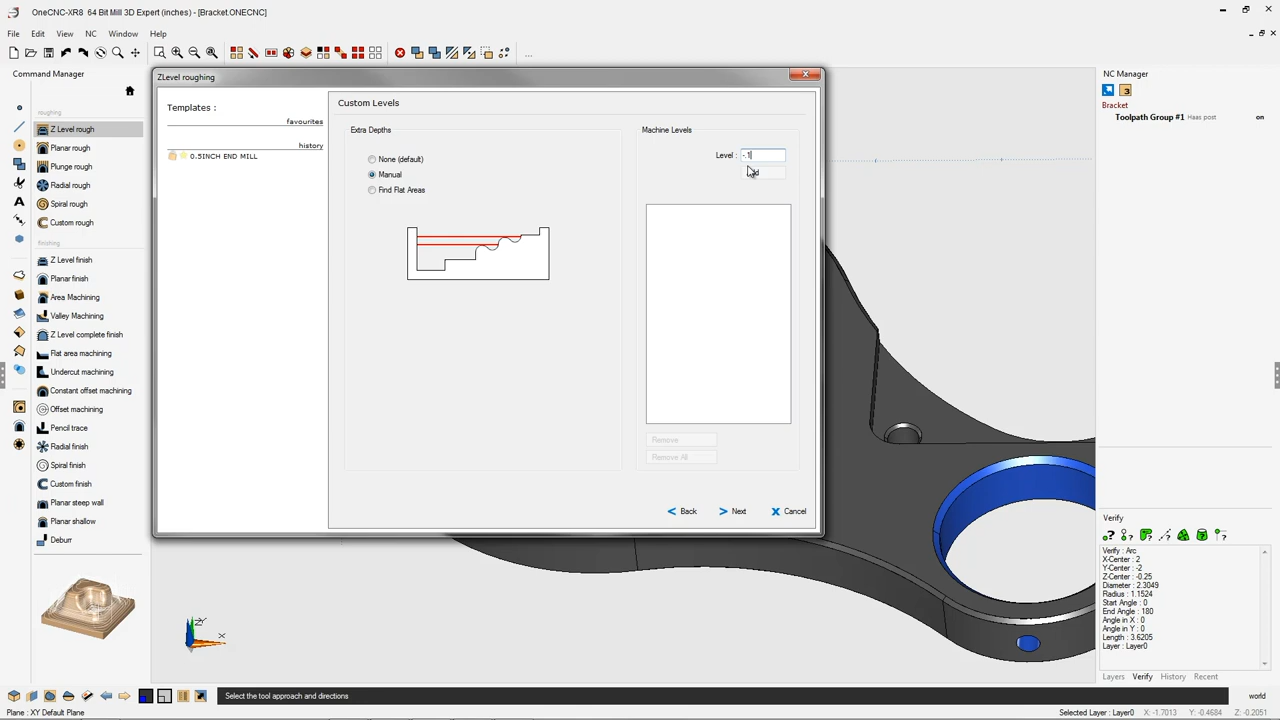 OneCNC-XR8 64 Bit Mill 3D Expert (inches) - [Bracket.ONECNC]
File Edit View NC Window Help
...
Command Manager
roughing
Z Level rough
Planar rough
Plunge rough
Radial rough
Spiral rough
Custom rough
finishing
Z Level finish
Planar finish
Area Machining
Valley Machining
Z Level complete finish
Flat area machining
Undercut machining
Constant offset machining
Offset machining
Pencil trace
Radial finish
Spiral finish
Custom finish
Planar steep wall
Planar shallow
Deburr
ZLevel roughing
Templates :
favourites
history
0.5INCH END MILL
Custom Levels
Extra Depths
None (default)
Manual
Find Flat Areas
Machine Levels
Level : -.1
Remove
Remove All
Back Next Cancel
NC Manager
3
Bracket
Toolpath Group #1 Haas post on
Verify
Verify : Arc
X-Center : 2
Y-Center : -2
Z-Center : -0.25
Diameter : 2.3049
Radius : 1.1524
Start Angle : 0
End Angle : 180
Angle in X : 0
Angle in Y : 0
Length : 3.6205
Layer : Layer0
Layers Verify History Recent
X
Select the tool approach and directions
world
Plane : XY Default Plane
Selected Layer : Layer0 X: -1.7013 Y: -0.4684 Z: -0.2051